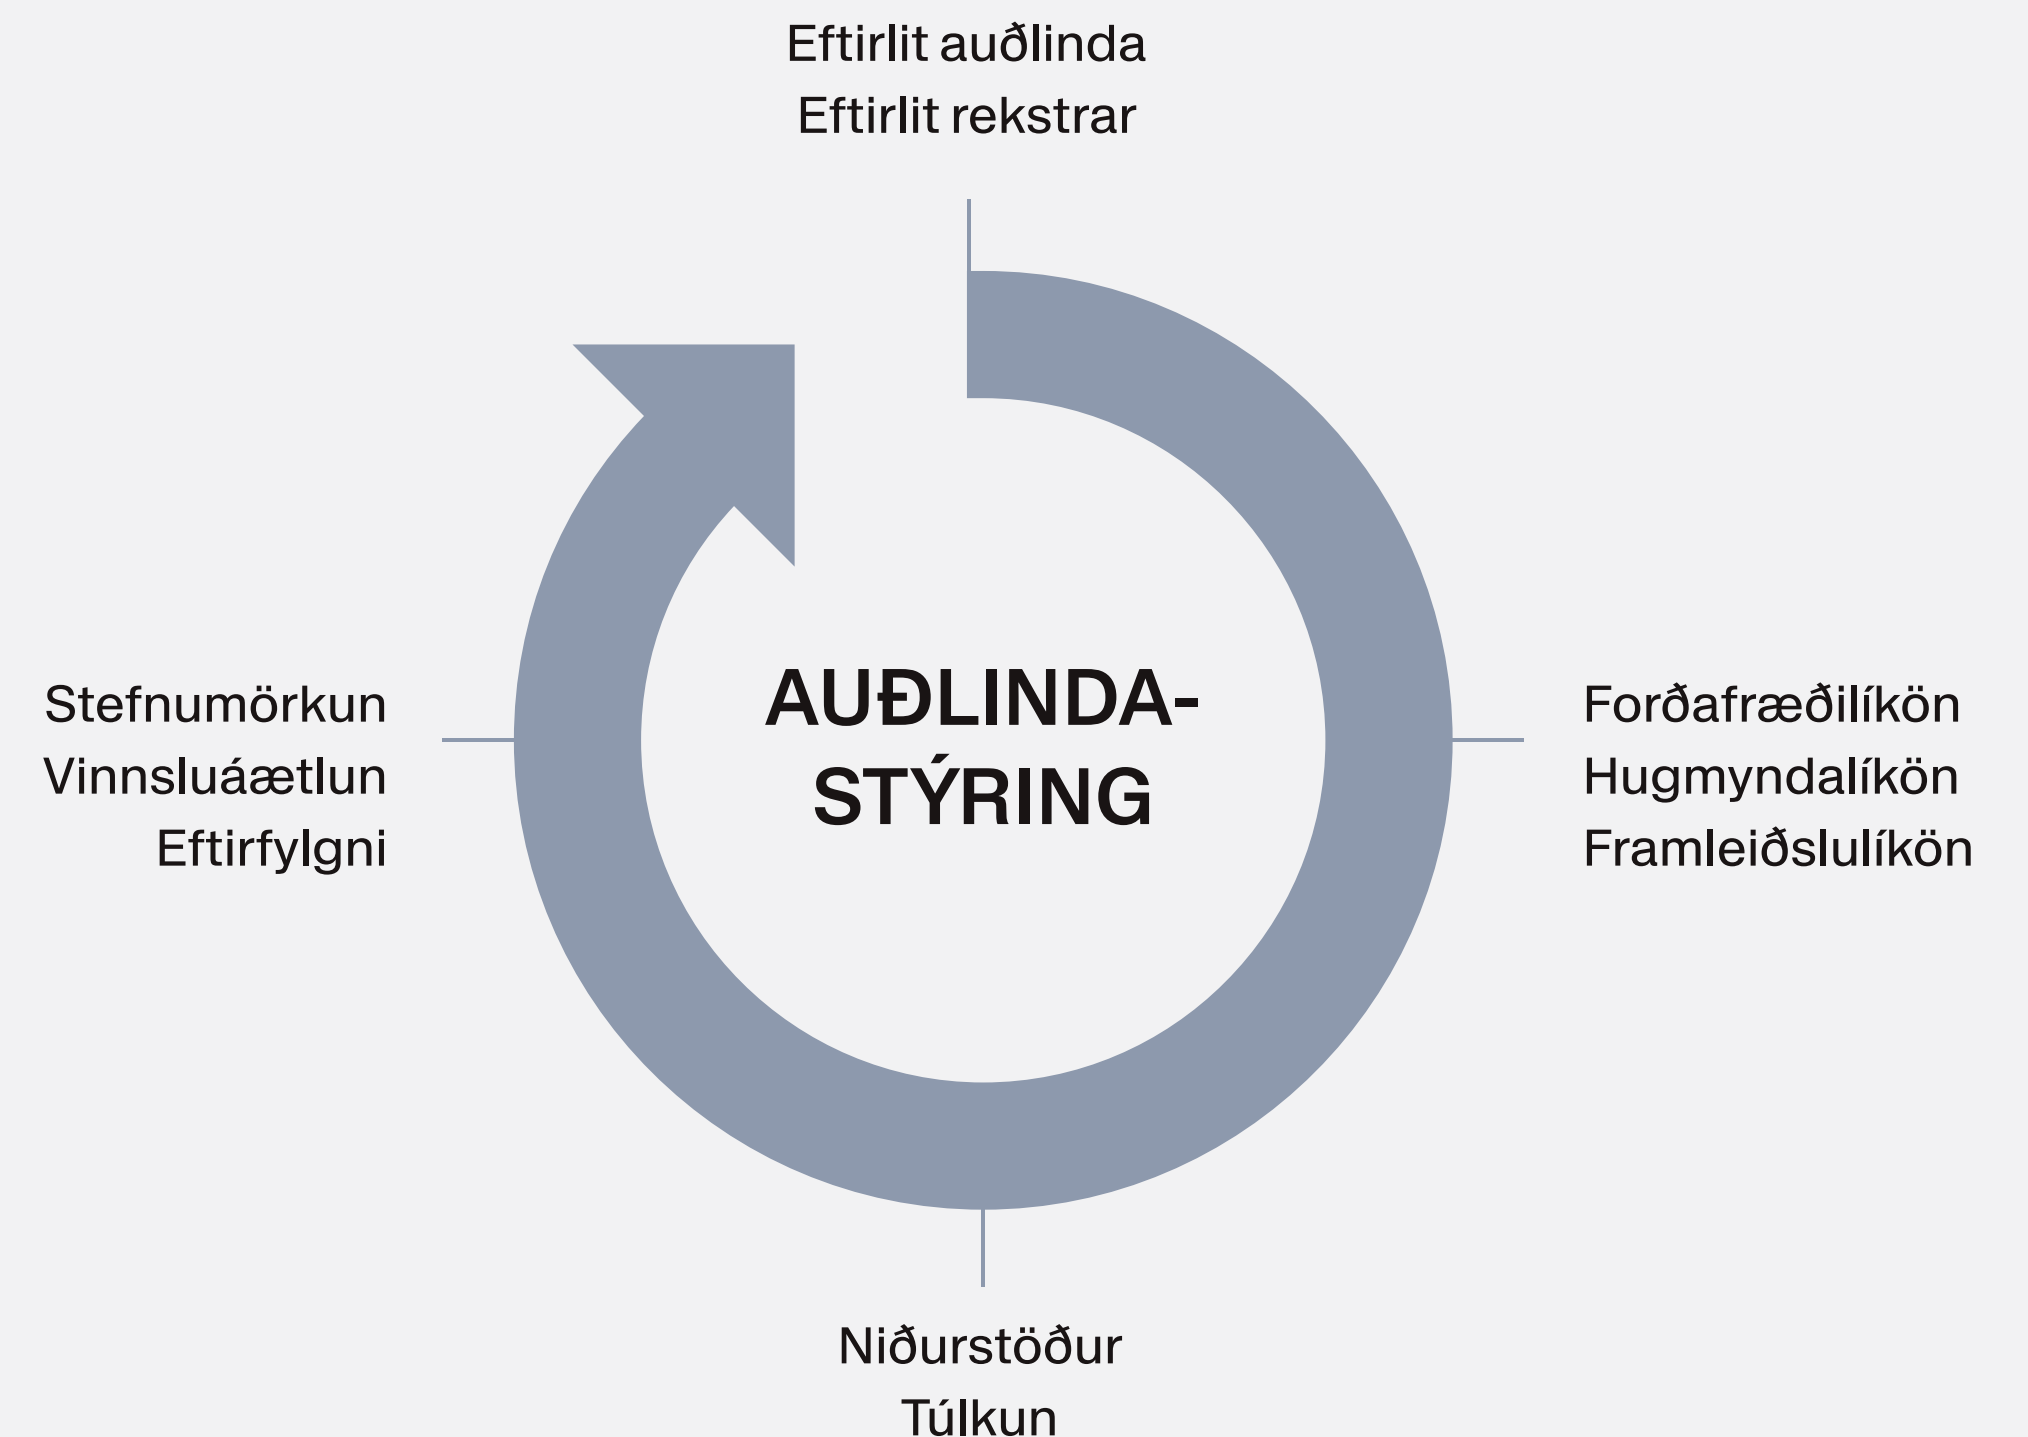 Eftirlit auðlinda
Eftirlit rekstrar
AUÐLINDA-
STÝRING
Forðafræðilíkön
Hugmyndalíkön
Framleiðslulíkön
Niðurstöður
Túlkun
Stefnumörkun
Vinnsluáætlun
Eftirfylgni